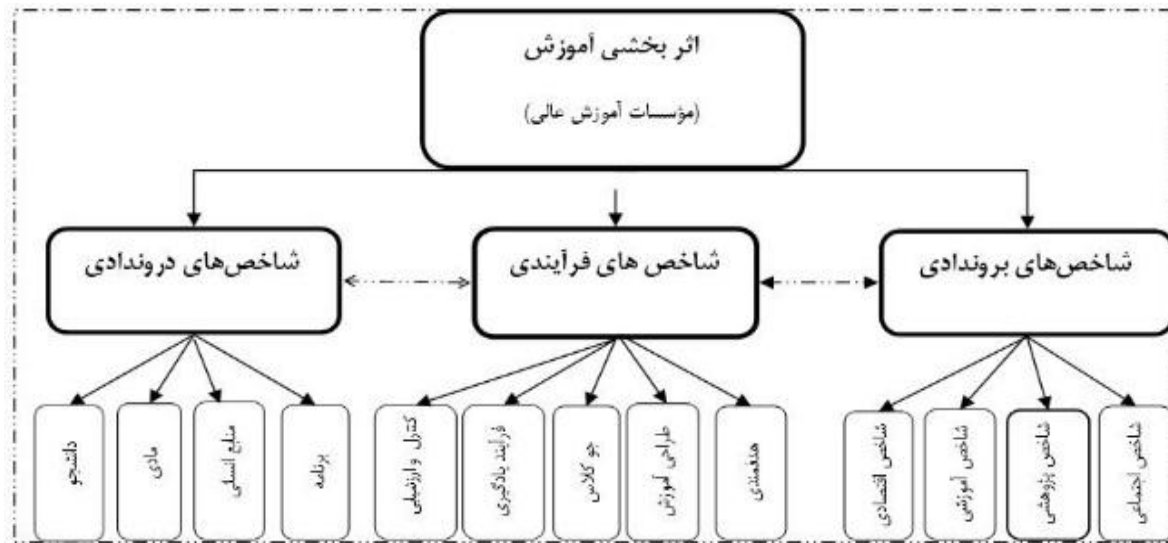 اثر بخشی آموزش
(مؤسسات آموزش عالی)
شاخص‌های بروندادی
شاخص های فرآیندی
شاخص‌های دروندادی
شاخص اجتماعی
شاخص پژوهشی
شاخص آموزشی
شاخص اقتصادی
هدفمندی
طراحی آموزش
جو کلاس
فرآیند یادگیری
کنترل و ارزشیابی
برنامه
منابع انسانی
مادی
دانشجو